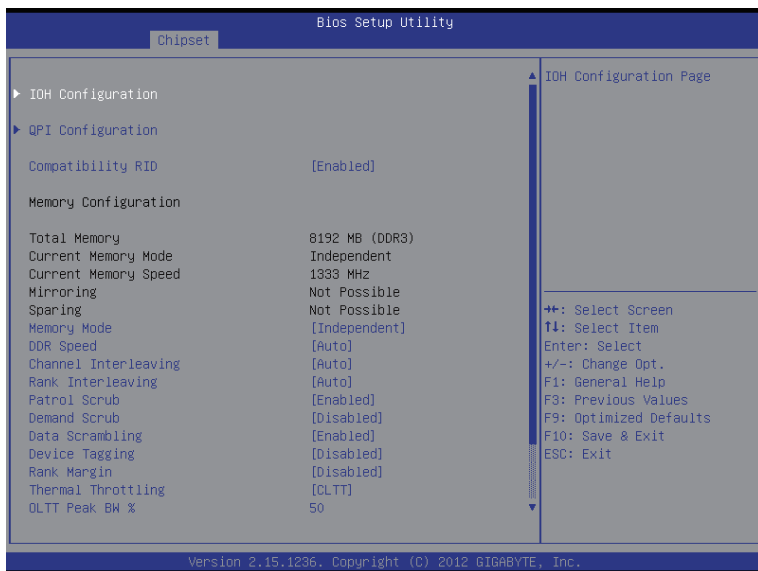 Bios Setup Utility
Chipset
IOH Configuration
QPI Configuration
Compatibility RID [Enabled]
Memory Configuration
Total Memory 8192 MB (DDR3)
Current Memory Mode Independent
Current Memory Speed 1333 MHz
Mirroring Not Possible
Sparing Not Possible
Memory Mode [Independent]
DDR Speed [Auto]
Channel Interleaving [Auto]
Rank Interleaving [Auto]
Patrol Scrub [Enabled]
Demand Scrub [Disabled]
Data Scrambling [Enabled]
Device Tagging [Disabled]
Rank Margin [Disabled]
Thermal Throttling [CLTT]
OLTT Peak BW % 50
IOH Configuration Page
→←: Select Screen
↑↓: Select Item
Enter: Select
+/-: Change Opt.
F1: General Help
F3: Previous Values
F9: Optimized Defaults
F10: Save & Exit
ESC: Exit
Version 2.15.1236. Copyright (C) 2012 GIGABYTE, Inc.